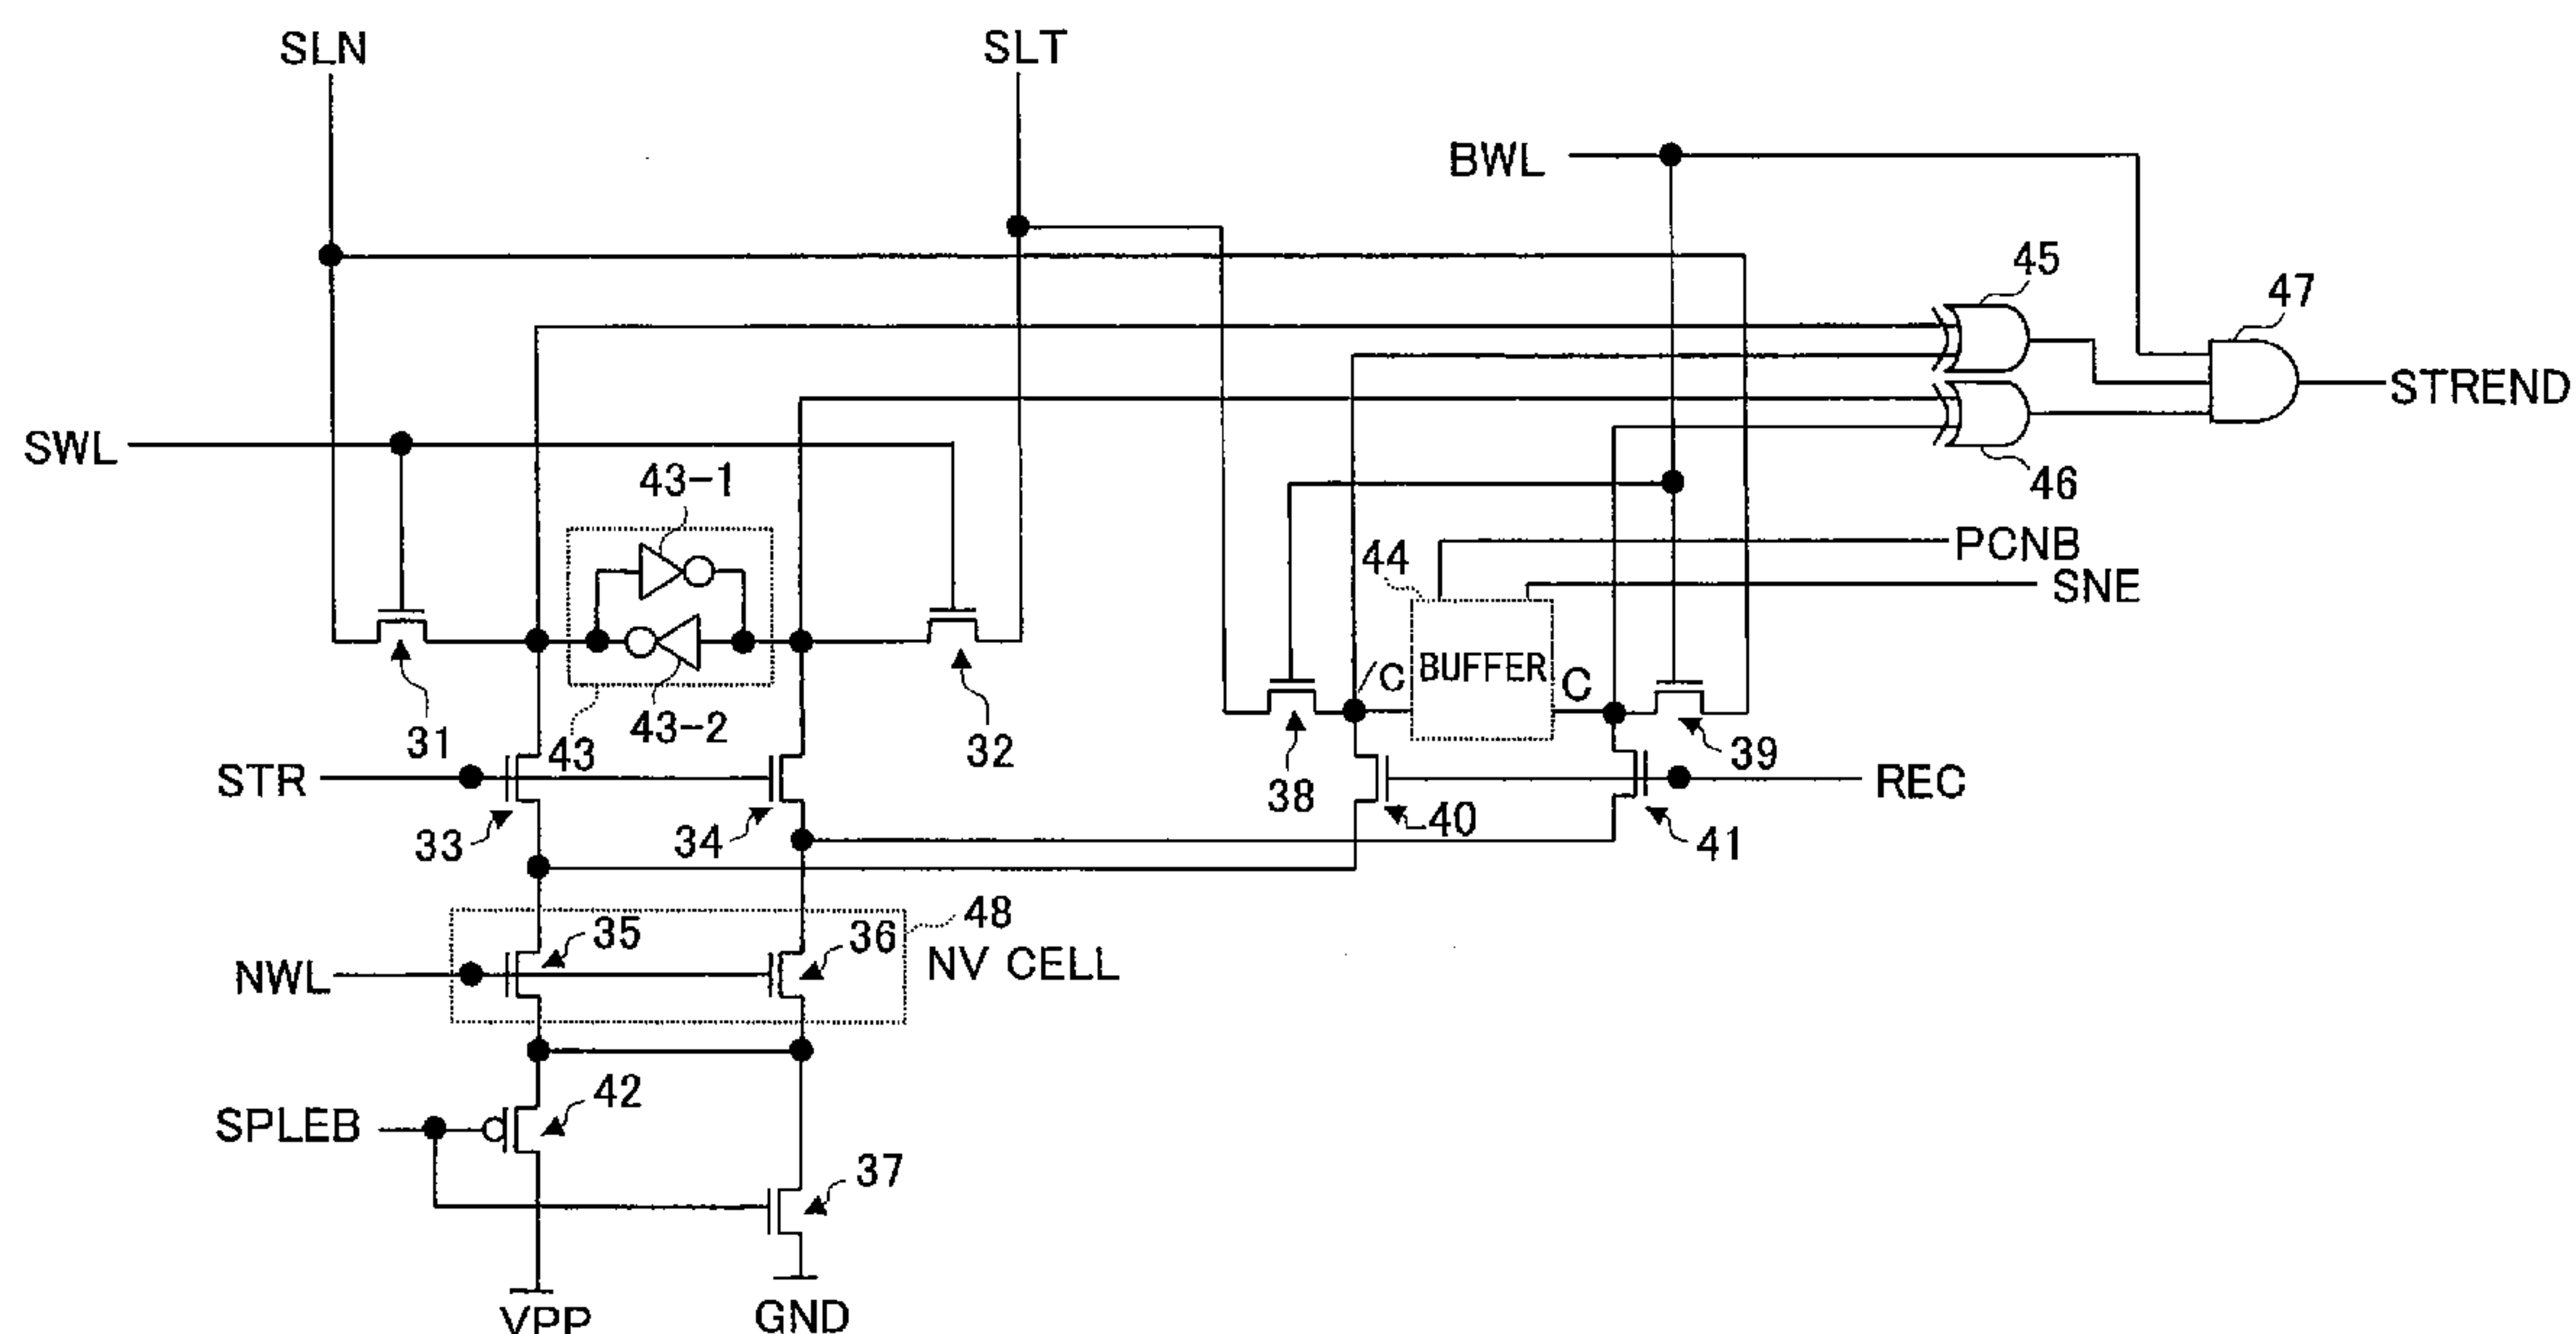 SLN
SLT
BWL
45
47
STREND
SWL
43-1
46
PCNB
44
SNE
/C
BUFFER
C
31
43
43-2
32
38
39
STR
REC
33
34
40
41
48
35
36
NWL
NV CELL
42
SPLEB
37
VPP
GND